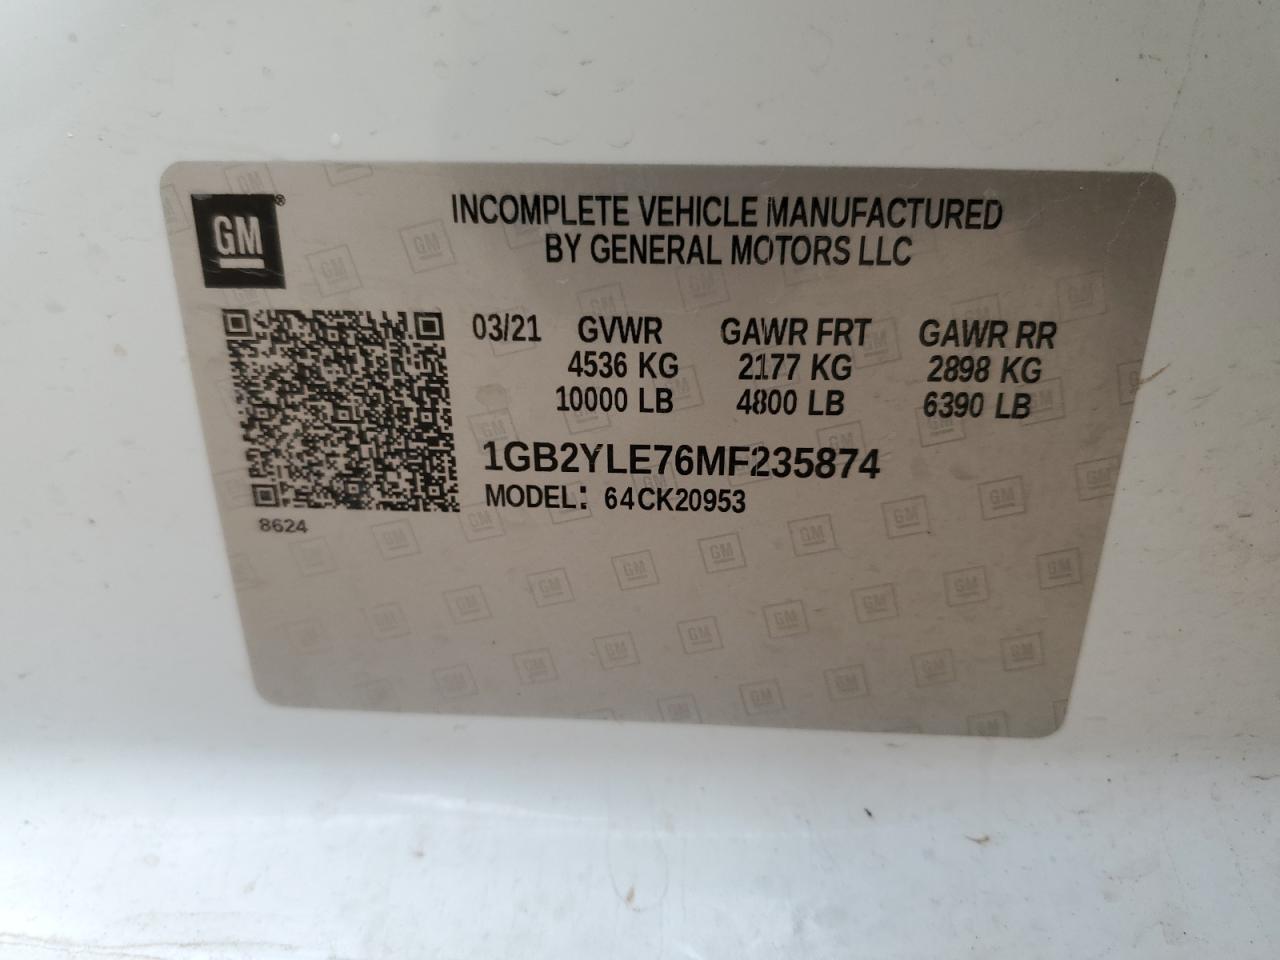 GM®
INCOMPLETE VEHICLE MANUFACTURED
BY GENERAL MOTORS LLC
03/21 GVWR GAWR FRT GAWR RR
4536 KG 2177 KG 2898 KG
10000 LB 4800 LB 6390 LB
1GB2YLE76MF235874
MODEL: 64CK20953
8624